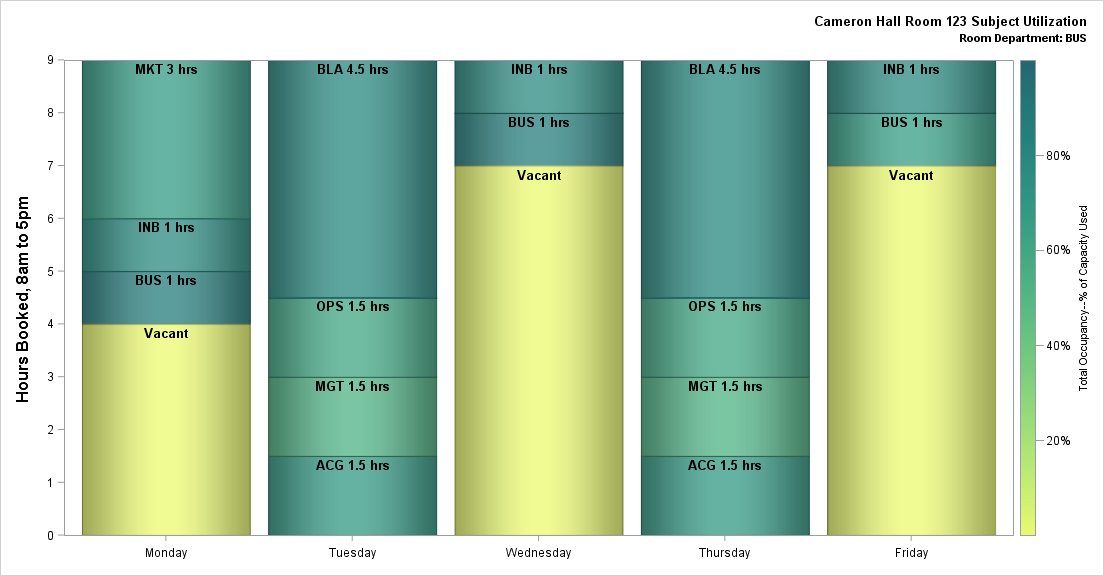 Cameron Hall Room 123 Subject Utilization
Room Department: BUS
Hours Booked, 8am to 5pm
9
8
7
6
5
4
3
2
1
0
MKT 3 hrs
INB 1 hrs
BUS 1 hrs
Vacant
BLA 4.5 hrs
OPS 1.5 hrs
MGT 1.5 hrs
ACG 1.5 hrs
INB 1 hrs
BUS 1 hrs
Vacant
BLA 4.5 hrs
OPS 1.5 hrs
MGT 1.5 hrs
ACG 1.5 hrs
INB 1 hrs
BUS 1 hrs
Vacant
Monday
Tuesday
Wednesday
Thursday
Friday
80%
60%
40%
20%
Total Occupancy--% of Capacity Used